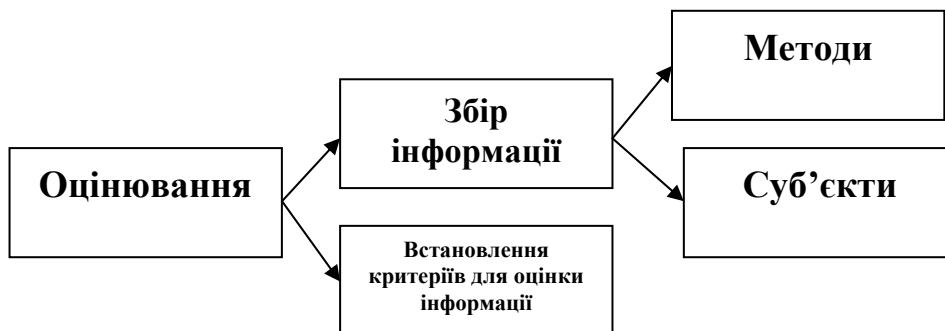 Методи
Збір
інформації
Оцінювання
Суб’єкти
Встановлення
критеріїв для оцінки
інформації